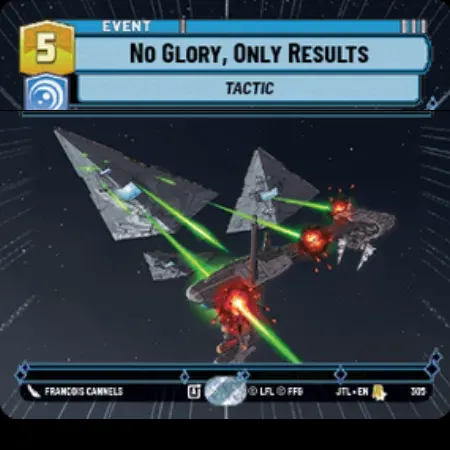 EVENT
5
NO GLORY, ONLY RESULTS
TACTIC
FRANCOIS CANNELS
© LFL © FFG
JTL • EN
305